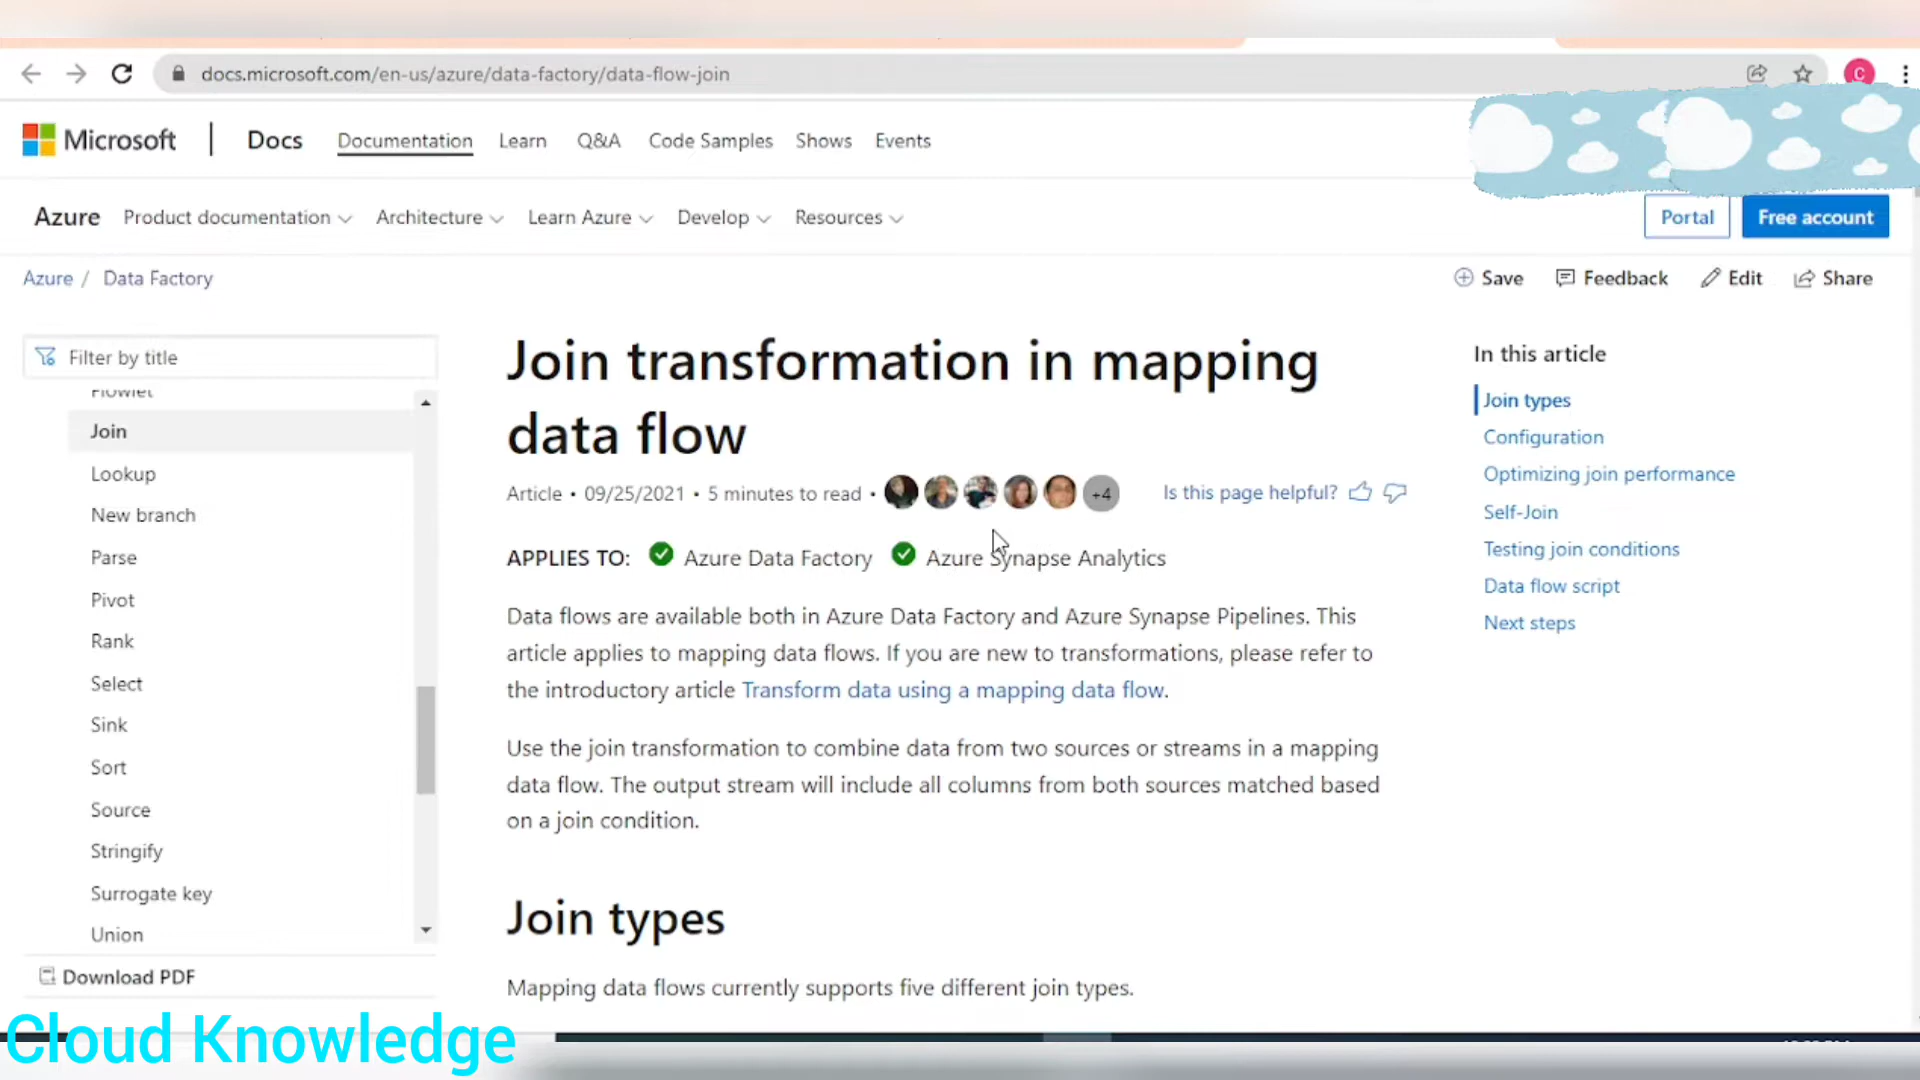 docs.microsoft.com/en-us/azure/data-factory/data-flow-join
C
Microsoft Docs Documentation Learn Q&A Code Samples Shows Events
Azure Product documentation Architecture Learn Azure Develop Resources Portal Free account
Azure / Data Factory
Save Feedback Edit Share
Filter by title
Flowlet
Join
Lookup
New branch
Parse
Pivot
Rank
Select
Sink
Sort
Source
Stringify
Surrogate key
Union
Download PDF
Join transformation in mapping
data flow
Article • 09/25/2021 • 5 minutes to read • +4
Is this page helpful?
APPLIES TO: Azure Data Factory Azure Synapse Analytics
Data flows are available both in Azure Data Factory and Azure Synapse Pipelines. This
article applies to mapping data flows. If you are new to transformations, please refer to
the introductory article Transform data using a mapping data flow.
Use the join transformation to combine data from two sources or streams in a mapping
data flow. The output stream will include all columns from both sources matched based
on a join condition.
Join types
Mapping data flows currently supports five different join types.
In this article
Join types
Configuration
Optimizing join performance
Self-Join
Testing join conditions
Data flow script
Next steps
Cloud Knowledge